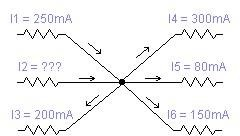 I1 = 250mA
I4 = 300mA
I2 = ???
I5 = 80mA
I3 = 200mA
I6 = 150mA